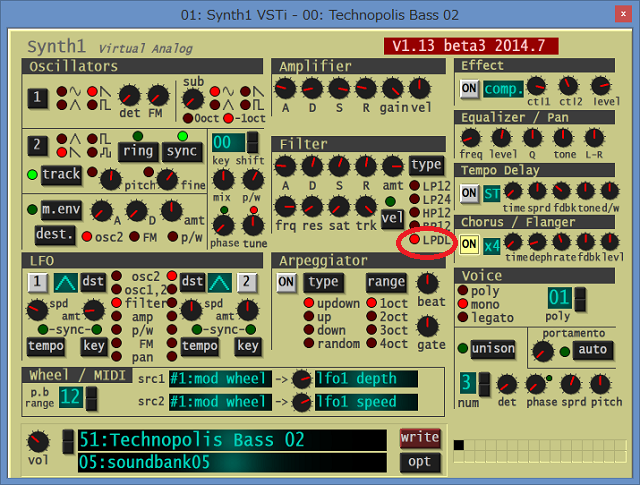 01: Synth1 VSTi - 00: Technopolis Bass 02
x
Synth1 Virtual Analog
V1.13 beta3 2014.7
Oscillators
1
det FM
sub
0oct -1oct
2
ring sync
track
pitch fine
00
key shift
mix p/w
m.env
A D amt
dest.
osc2 FM p/w
phase tune
Amplifier
A D S R gain vel
Filter
A D S R amt
type
frq res sat trk
vel
LP12
LP24
HP12
LPDL
LFO
1 dst
spd amt
sync
tempo key
osc2
osc1,2
filter
amp
p/w
FM
pan
dst 2
spd amt
sync
tempo key
Arpeggiator
ON type range
updown
up
down
random
1oct
2oct
3oct
4oct
beat
gate
Wheel / MIDI
p.b
range
12
src1 #1:mod wheel lfo1 depth
src2 #1:mod wheel lfo1 speed
vol
51:Technopolis Bass 02
05:soundbank05
write
opt
Effect
ON comp.
ctl1 ctl2 level
Equalizer / Pan
freq level Q tone L-R
Tempo Delay
ON ST
time sprd fdbk toned/w
Chorus / Flanger
ON x4
time deph rate fdbk levl
Voice
poly
mono
legato
01
poly
portamento
unison
auto
3
num
det phase sprd pitch